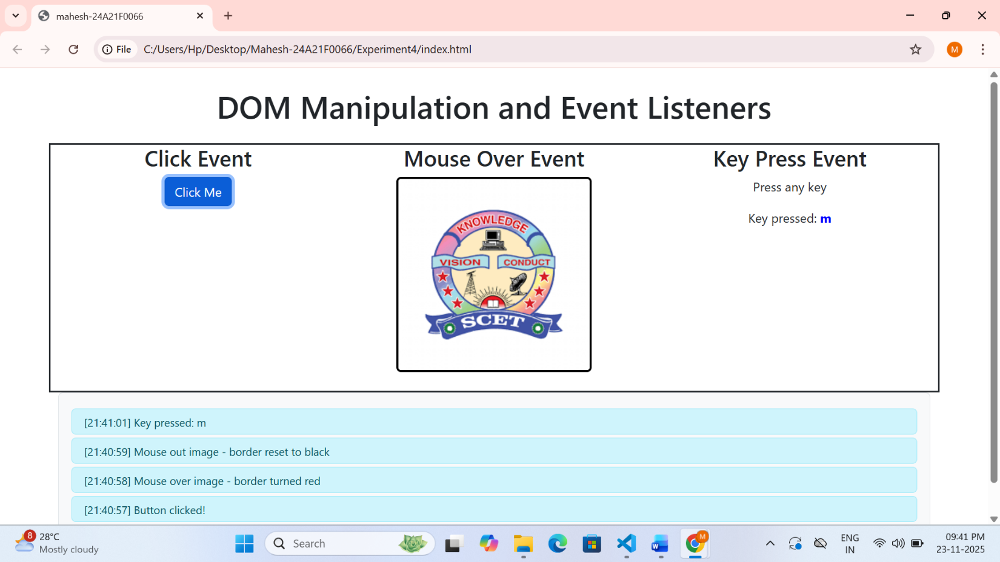 mahesh-24A21F0066
File C:/Users/Hp/Desktop/Mahesh-24A21F0066/Experiment4/index.html
M
DOM Manipulation and Event Listeners
Click Event
Click Me
Mouse Over Event
KNOWLEDGE
VISION CONDUCT
SCET
Key Press Event
Press any key
Key pressed: m
[21:41:01] Key pressed: m
[21:40:59] Mouse out image - border reset to black
[21:40:58] Mouse over image - border turned red
[21:40:57] Button clicked!
8
28°C
Mostly cloudy
Search
W
M
ENG
IN
09:41 PM
23-11-2025